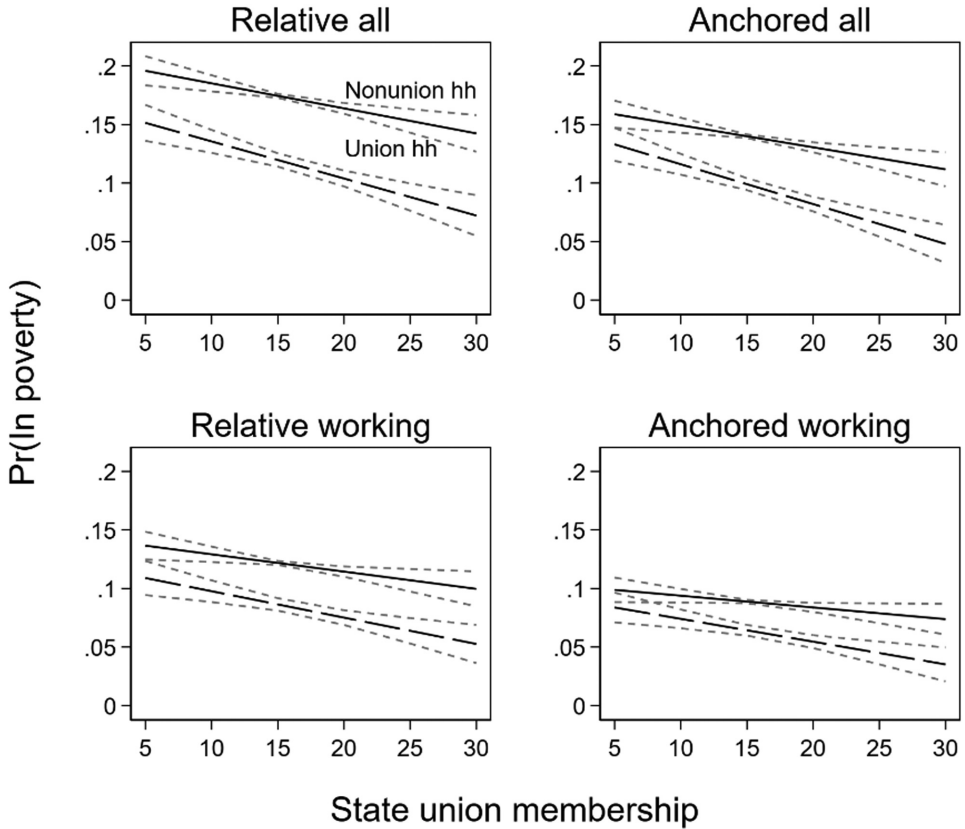 Relative all
Anchored all
.2
.15
.1
.05
0
Nonunion hh
Union hh
5 10 15 20 25 30
.2
.15
.1
.05
0
5 10 15 20 25 30
Pr(In poverty)
Relative working
Anchored working
.2
.15
.1
.05
0
5 10 15 20 25 30
.2
.15
.1
.05
0
5 10 15 20 25 30
State union membership